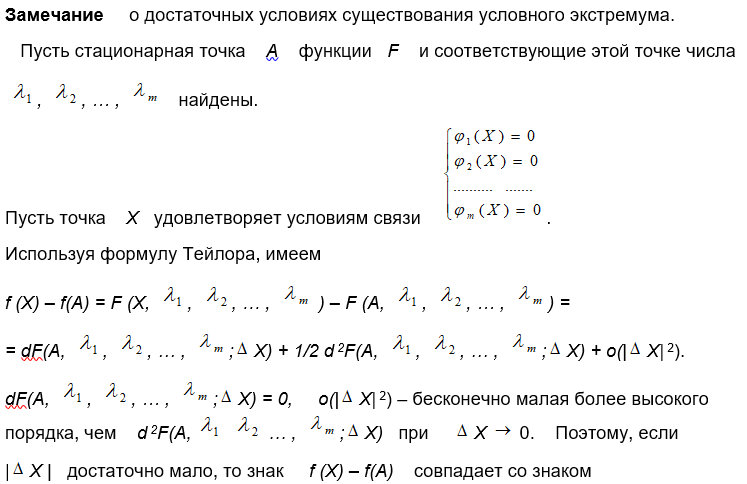 Замечание о достаточных условиях существования условного экстремума.
Пусть стационарная точка A функции F и соответствующие этой точке числа
λ₁ , λ₂ , … , λₘ найдены.
φ₁(X) = 0
φ₂(X) = 0
.......... .......
Пусть точка X удовлетворяет условиям связи φₘ(X) = 0 .
Используя формулу Тейлора, имеем
f (X) – f(A) = F (X, λ₁ , λ₂ , … , λₘ ) – F (A, λ₁ , λ₂ , … , λₘ ) =
= dF(A, λ₁ , λ₂ , … , λₘ ; Δ X) + 1/2 d ²F(A, λ₁ , λ₂ , … , λₘ ; Δ X) + o(| Δ X| ²).
dF(A, λ₁ , λ₂ , … , λₘ ; Δ X) = 0, o(| Δ X| ²) – бесконечно малая более высокого
порядка, чем d ²F(A, λ₁ λ₂ … , λₘ ; Δ X) при Δ X → 0. Поэтому, если
| Δ X | достаточно мало, то знак f (X) – f(A) совпадает со знаком